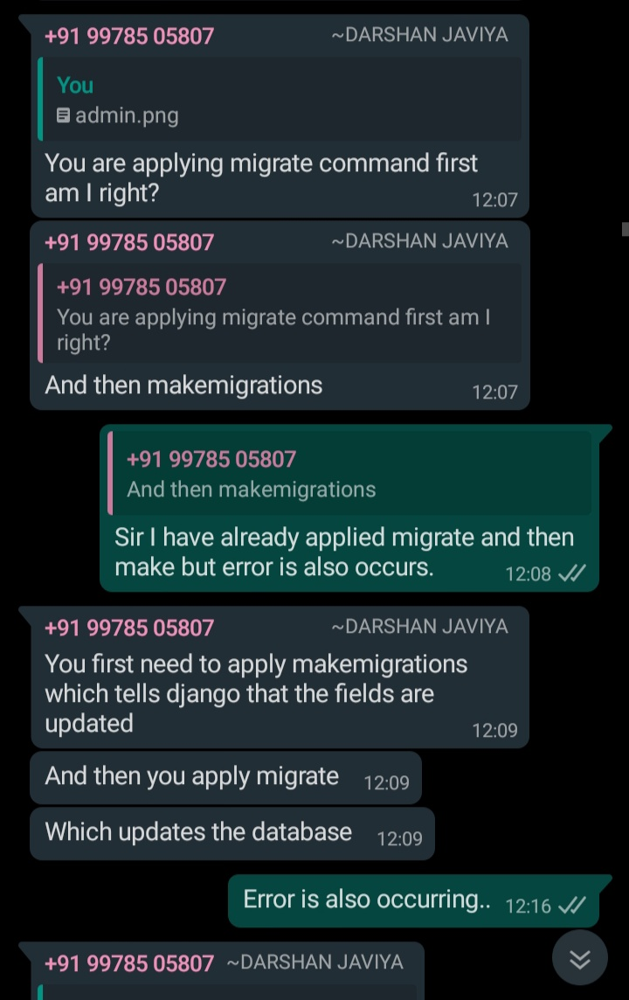 +91 99785 05807 ~DARSHAN JAVIYA
You
admin.png
You are applying migrate command first
am I right?
12:07
+91 99785 05807 ~DARSHAN JAVIYA
+91 99785 05807
You are applying migrate command first am I
right?
And then makemigrations 12:07
+91 99785 05807
And then makemigrations
Sir I have already applied migrate and then
make but error is also occurs. 12:08
+91 99785 05807 ~DARSHAN JAVIYA
You first need to apply makemigrations
which tells django that the fields are
updated 12:09
And then you apply migrate 12:09
Which updates the database 12:09
Error is also occurring.. 12:16
+91 99785 05807 ~DARSHAN JAVIYA